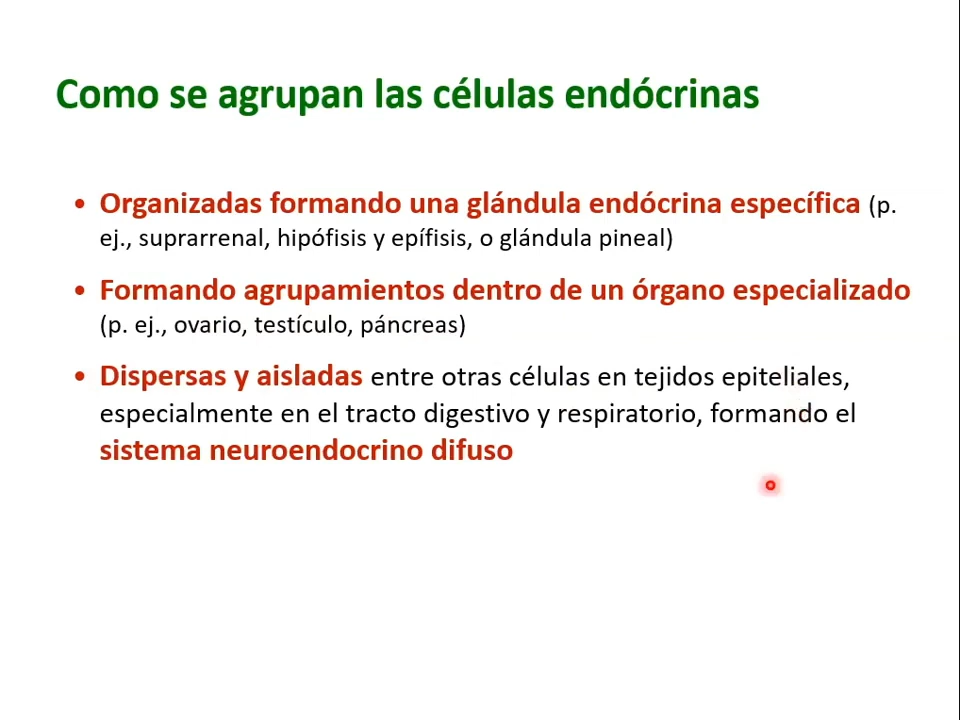 Como se agrupan las células endócrinas
• Organizadas formando una glándula endócrina específica (p.
ej., suprarrenal, hipófisis y epífisis, o glándula pineal)
• Formando agrupamientos dentro de un órgano especializado
(p. ej., ovario, testículo, páncreas)
• Dispersas y aisladas entre otras células en tejidos epiteliales,
especialmente en el tracto digestivo y respiratorio, formando el
sistema neuroendocrino difuso